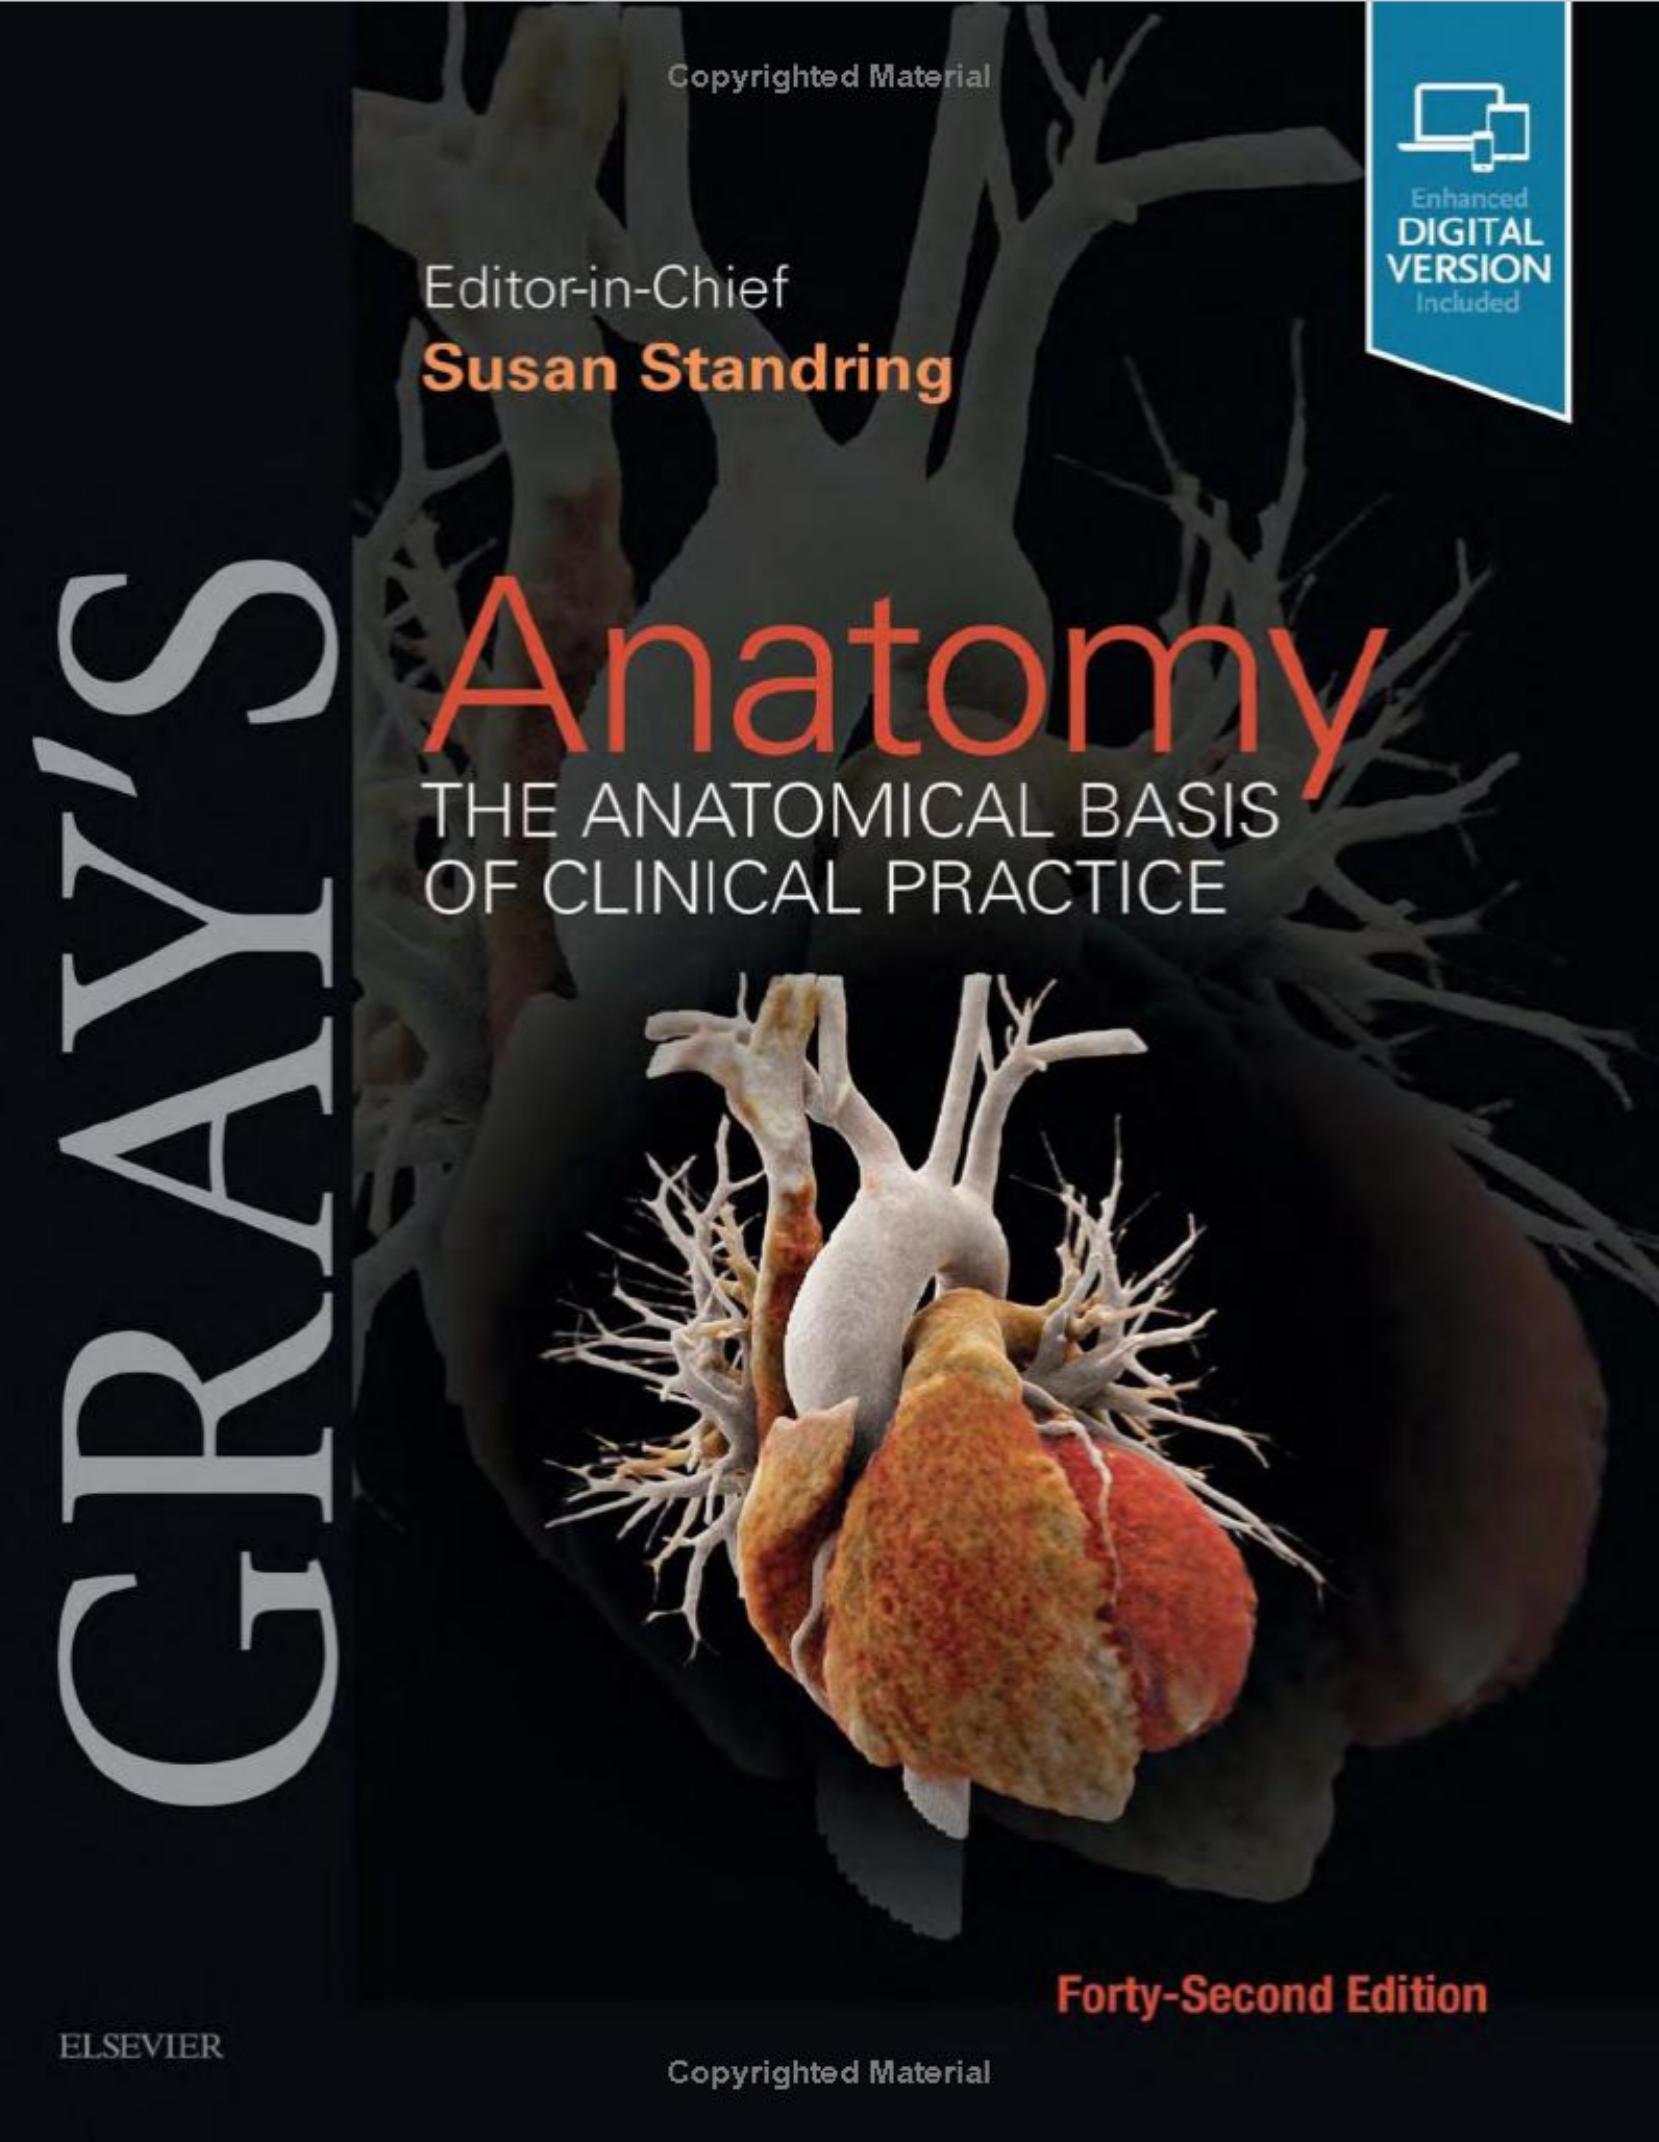 Copyrighted Material
Enhanced
DIGITAL
VERSION
Included
Editor-in-Chief
Susan Standring
GRAY'S
Anatomy
THE ANATOMICAL BASIS
OF CLINICAL PRACTICE
Forty-Second Edition
ELSEVIER
Copyrighted Material